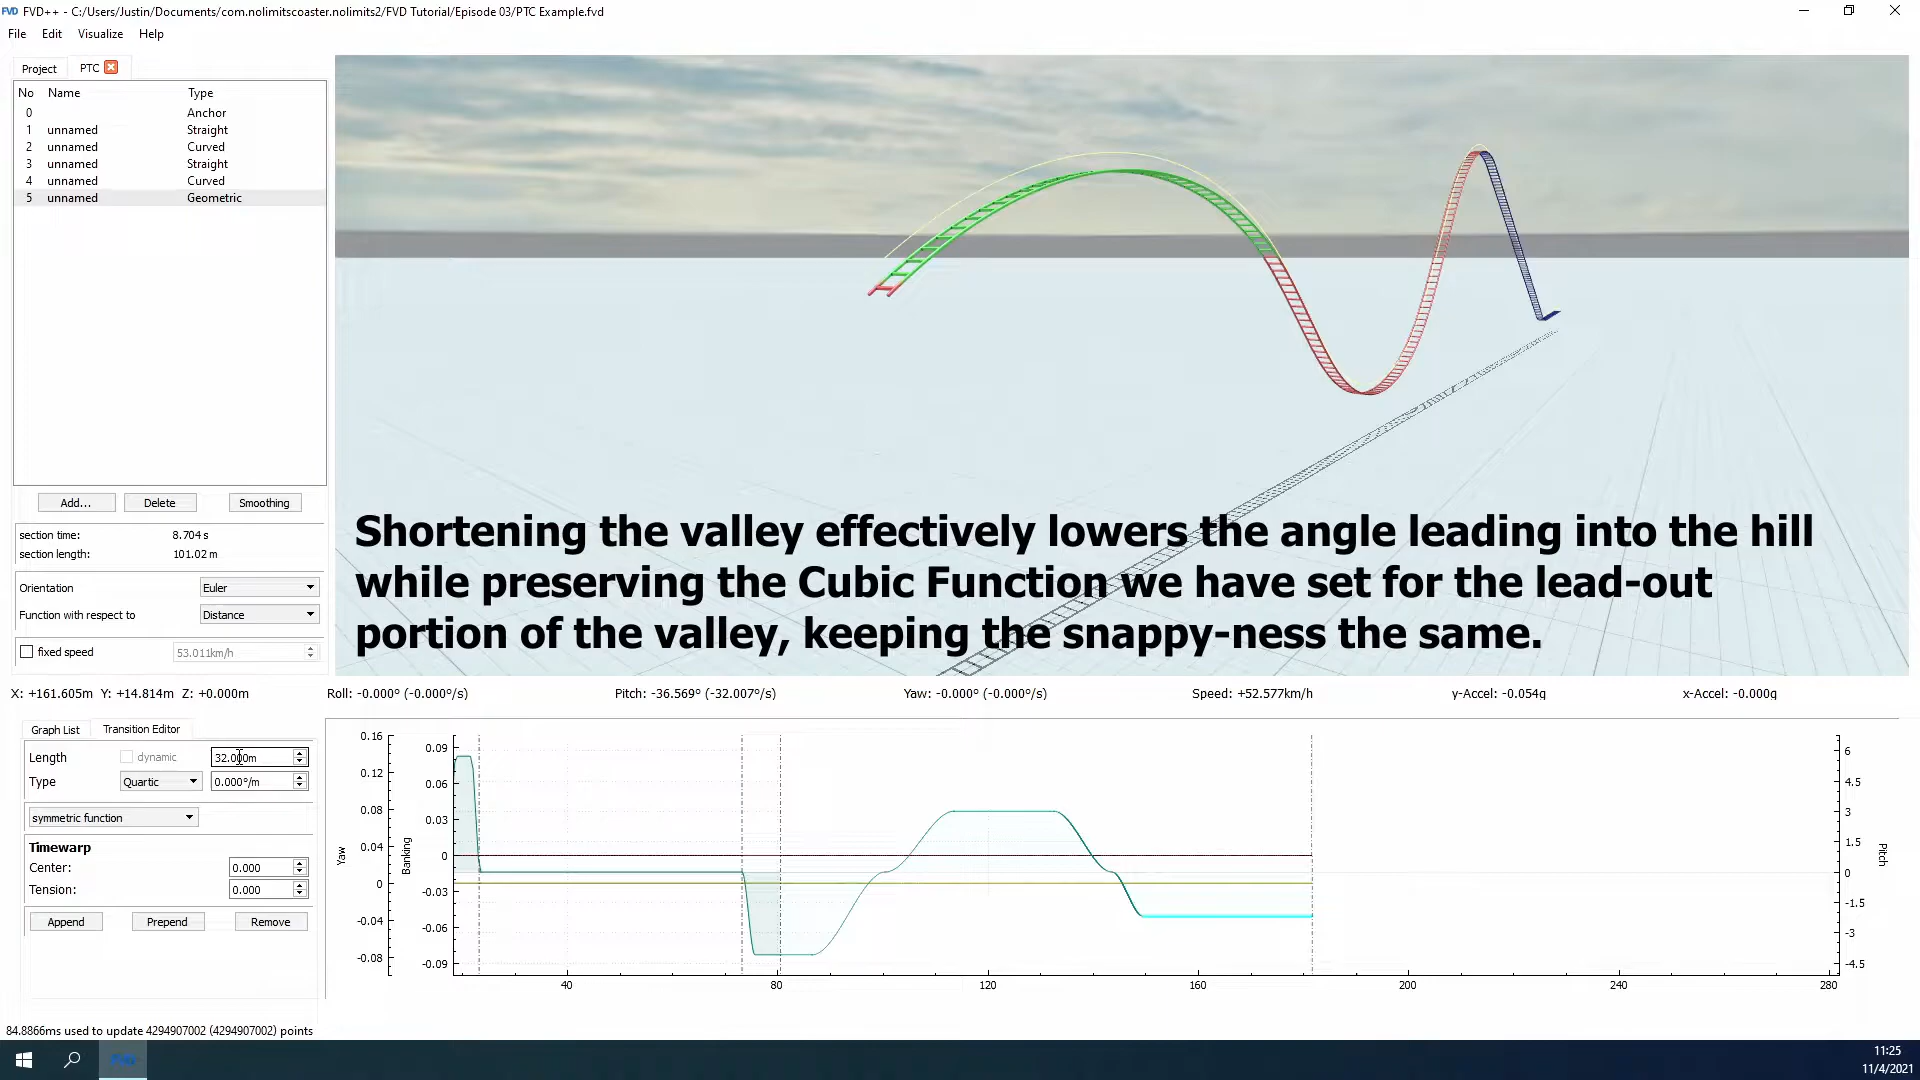 FVD FVD++ - C:/Users/Justin/Documents/com.nolimitscoaster.nolimits2/FVD Tutorial/Episode 03/PTC Example.fvd
File Edit Visualize Help
Project PTC
No Name Type
0 Anchor
1 unnamed Straight
2 unnamed Curved
3 unnamed Straight
4 unnamed Curved
5 unnamed Geometric
Add... Delete Smoothing
section time: 8.704 s
section length: 101.02 m
Orientation Euler
Function with respect to Distance
fixed speed 53.011km/h
Shortening the valley effectively lowers the angle leading into the hill
while preserving the Cubic Function we have set for the lead-out
portion of the valley, keeping the snappy-ness the same.
X: +161.605m Y: +14.814m Z: +0.000m Roll: -0.000° (-0.000°/s) Pitch: -36.569° (-32.007°/s) Yaw: -0.000° (-0.000°/s) Speed: +52.577km/h y-Accel: -0.054g x-Accel: -0.000g
Graph List Transition Editor
Length dynamic 32.000m
Type Quartic 0.000°/m
symmetric function
Timewarp
Center: 0.000
Tension: 0.000
Append Prepend Remove
Yaw
0.16
0.12
0.08
0.04
0
-0.04
-0.08
Banking
0.09
0.06
0.03
0
-0.03
-0.06
-0.09
40 80 120 160 200 240 280
6
4.5
3
1.5
0
-1.5
-3
-4.5
Pitch
84.8866ms used to update 4294907002 (4294907002) points
11:25
11/4/2021